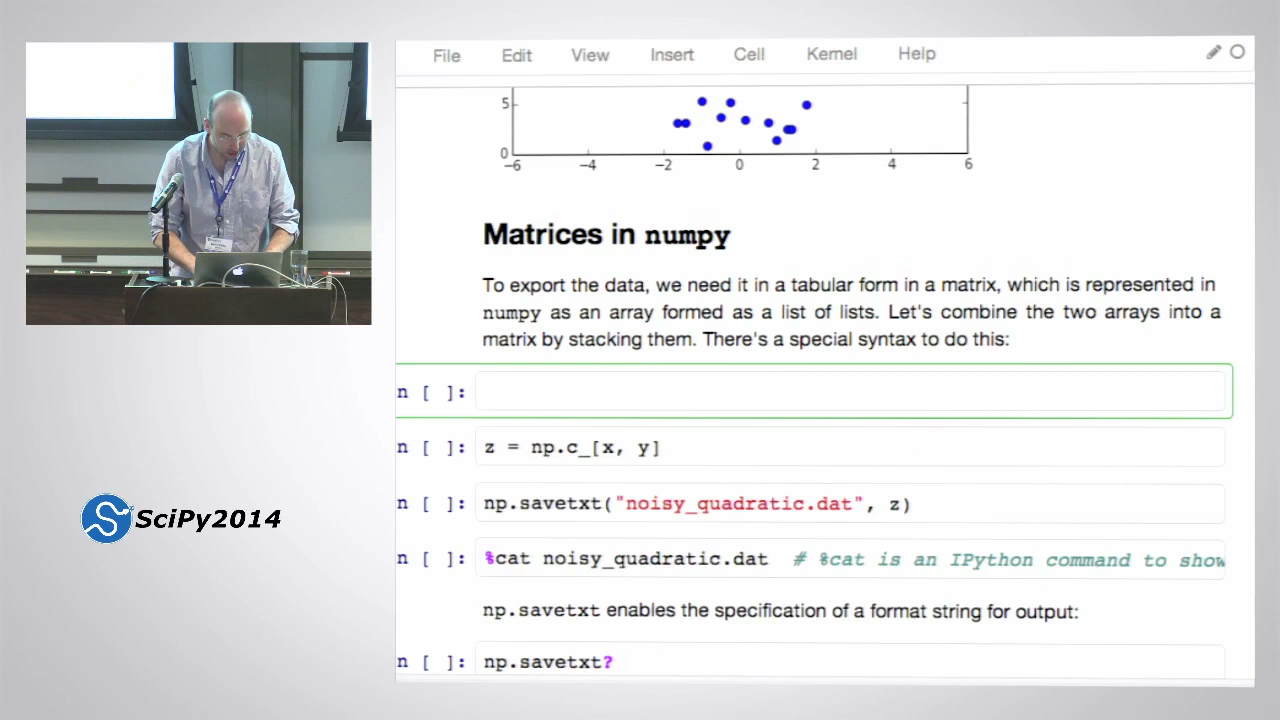 File Edit View Insert Cell Kernel Help
5
0
−6 −4 −2 0 2 4 6
Matrices in numpy
To export the data, we need it in a tabular form in a matrix, which is represented in
numpy as an array formed as a list of lists. Let's combine the two arrays into a
matrix by stacking them. There's a special syntax to do this:
n [ ]:
n [ ]: z = np.c_[x, y]
n [ ]: np.savetxt("noisy_quadratic.dat", z)
n [ ]: %cat noisy_quadratic.dat # %cat is an IPython command to show
np.savetxt enables the specification of a format string for output:
n [ ]: np.savetxt?
SciPy2014